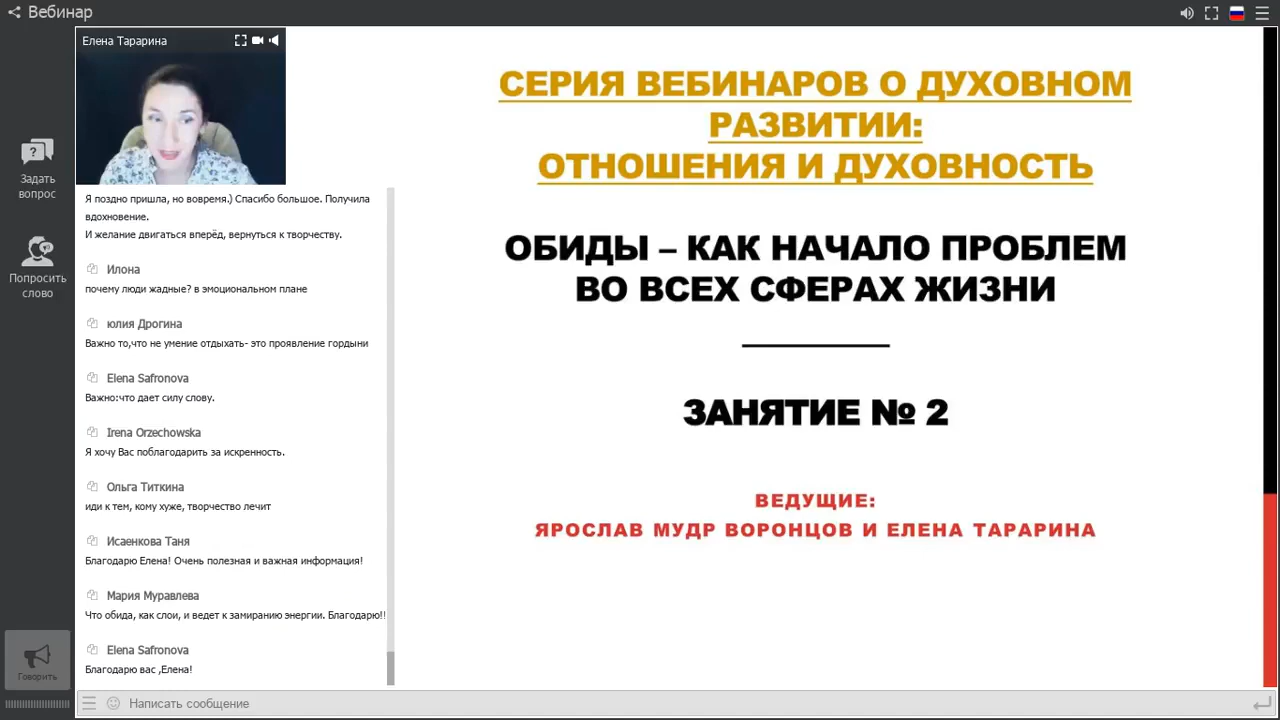 Вебинар
Елена Тарарина
Задать
вопрос
Попросить
слово
Говорить
Я поздно пришла, но вовремя.) Спасибо большое. Получила
вдохновение.
И желание двигаться вперёд, вернуться к творчеству.
Илона
почему люди жадные? в эмоциональном плане
юлия Дрогина
Важно то,что не умение отдыхать- это проявление гордыни
Elena Safronova
Важно:что дает силу слову.
Irena Orzechowska
Я хочу Вас поблагодарить за искренность.
Ольга Титкина
иди к тем, кому хуже, творчество лечит
Исаенкова Таня
Благодарю Елена! Очень полезная и важная информация!
Мария Муравлева
Что обида, как слои, и ведет к замиранию энергии. Благодарю!!
Elena Safronova
Благодарю вас ,Елена!
Написать сообщение
СЕРИЯ ВЕБИНАРОВ О ДУХОВНОМ
РАЗВИТИИ:
ОТНОШЕНИЯ И ДУХОВНОСТЬ
ОБИДЫ – КАК НАЧАЛО ПРОБЛЕМ
ВО ВСЕХ СФЕРАХ ЖИЗНИ
ЗАНЯТИЕ № 2
ВЕДУЩИЕ:
ЯРОСЛАВ МУДР ВОРОНЦОВ И ЕЛЕНА ТАРАРИНА